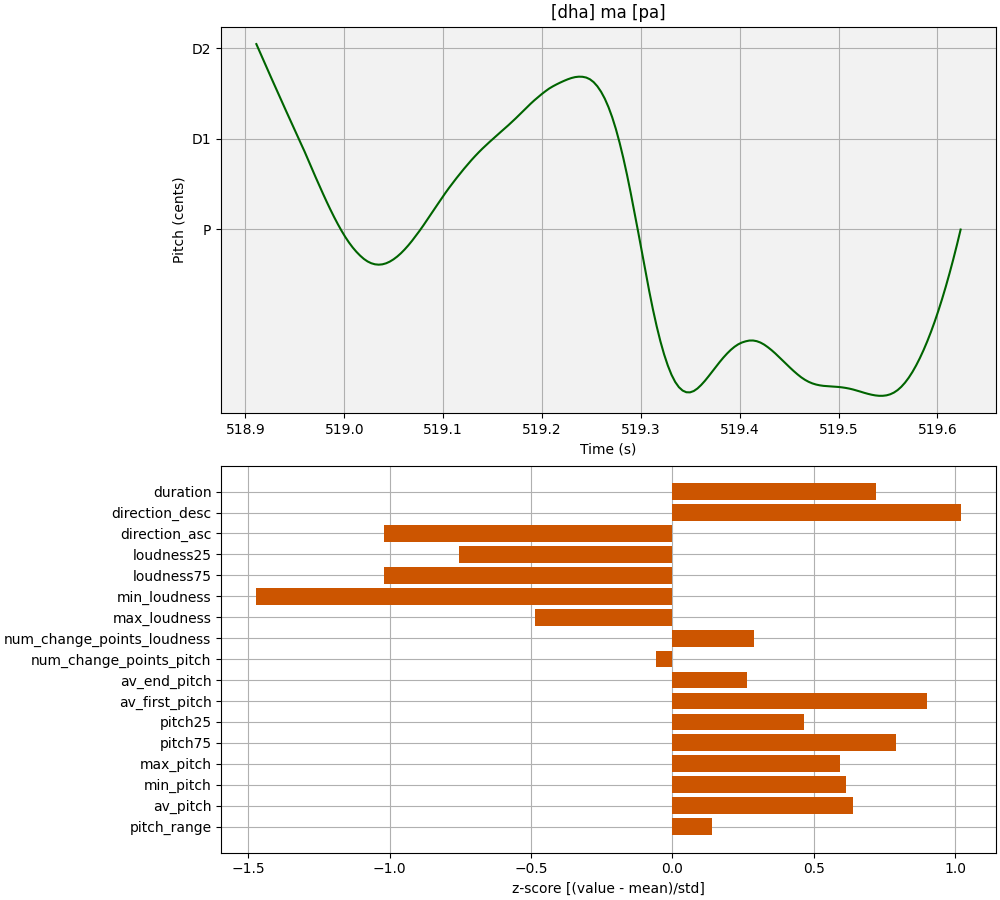 [dha] ma [pa]
D2
D1
P
Pitch (cents)
518.9 519.0 519.1 519.2 519.3 519.4 519.5 519.6
Time (s)
duration
direction_desc
direction_asc
loudness25
loudness75
min_loudness
max_loudness
num_change_points_loudness
num_change_points_pitch
av_end_pitch
av_first_pitch
pitch25
pitch75
max_pitch
min_pitch
av_pitch
pitch_range
−1.5 −1.0 −0.5 0.0 0.5 1.0
z-score [(value - mean)/std]